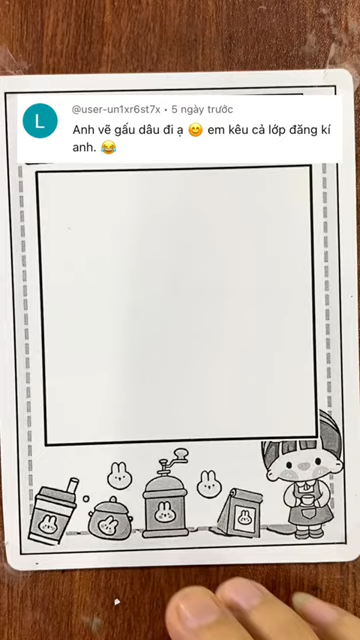 L
@user-un1xr6st7x • 5 ngày trước
Anh vẽ gấu dâu đi ạ 😊 em kêu cả lớp đăng kí
anh. 😂